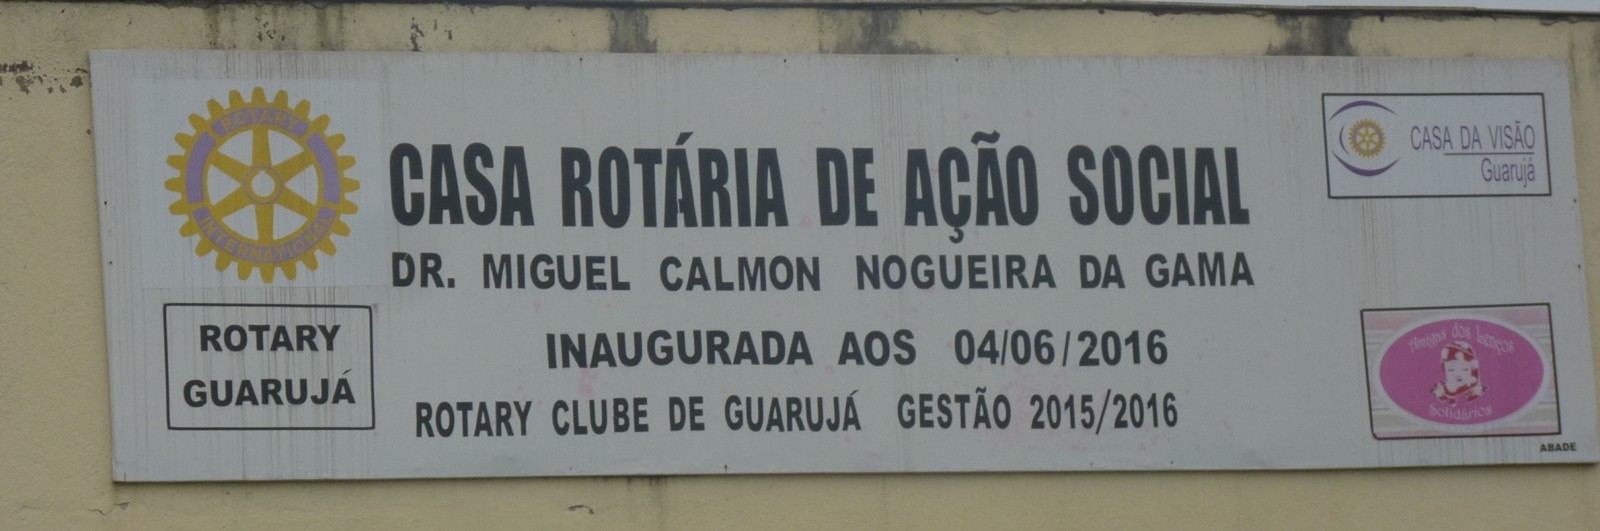 ROTARY
INTERNATIONAL
CASA ROTÁRIA DE AÇÃO SOCIAL
DR. MIGUEL CALMON NOGUEIRA DA GAMA
INAUGURADA AOS 04/06/2016
ROTARY CLUBE DE GUARUJÁ GESTÃO 2015/2016
ROTARY
GUARUJÁ
CASA DA VISÃO
Guarujá
Amigas dos Lenços
Solidários
ABADE